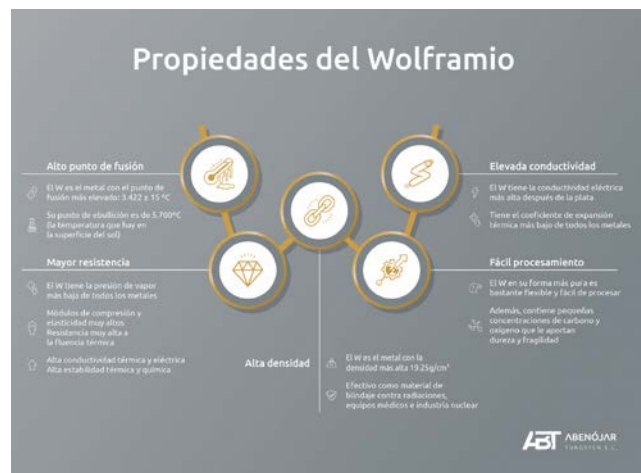 Propiedades del Wolframio
Alto punto de fusión
El W es el metal con el punto de
fusión más elevado: 3.422 ± 15 ºC
Su punto de ebullición es de 5.700ºC
(la temperatura que hay en
la superficie del sol)
Mayor resistencia
El W tiene la presión de vapor
más baja de todos los metales
Módulos de compresión y
elasticidad muy altos
Resistencia muy alta a
la fluencia térmica
Alta conductividad térmica y eléctrica
Alta estabilidad térmica y química
Alta densidad
El W es el metal con la
densidad más alta 19.25g/cm³
Efectivo como material de
blindaje contra radiaciones,
equipos médicos e industria nuclear
Elevada conductividad
El W tiene la conductividad eléctrica
más alta después de la plata
Tiene el coeficiente de expansión
térmica más bajo de todos los metales
Fácil procesamiento
El W en su forma más pura es
bastante flexible y fácil de procesar
Además, contiene pequeñas
concentraciones de carbono y
oxígeno que le aportan
dureza y fragilidad
ABT ABENÓJAR
TUNGSTEN S.L.